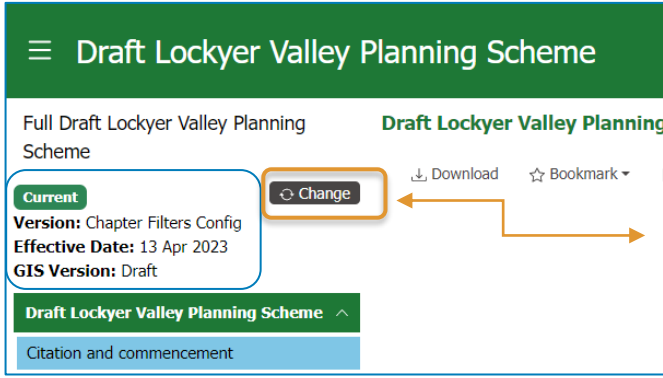 Draft Lockyer Valley Planning Scheme
Full Draft Lockyer Valley Planning
Scheme
Current
Version: Chapter Filters Config
Effective Date: 13 Apr 2023
GIS Version: Draft
Change
Draft Lockyer Valley Planning Scheme
Citation and commencement
Draft Lockyer Valley Planning
Download
Bookmark